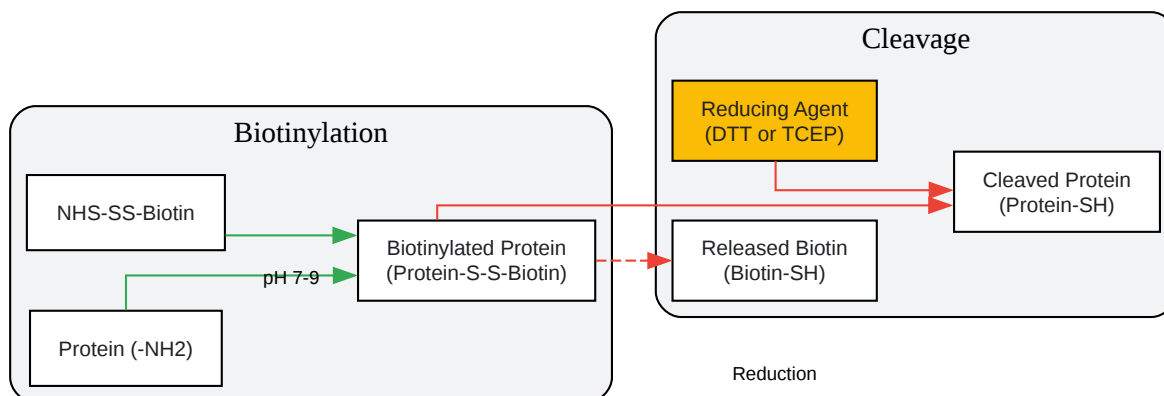 Biotinylation
NHS-SS-Biotin
pH 7-9
Protein (-NH2)
Biotinylated Protein
(Protein-S-S-Biotin)
Cleavage
Reducing Agent
(DTT or TCEP)
Cleaved Protein
(Protein-SH)
Released Biotin
(Biotin-SH)
Reduction